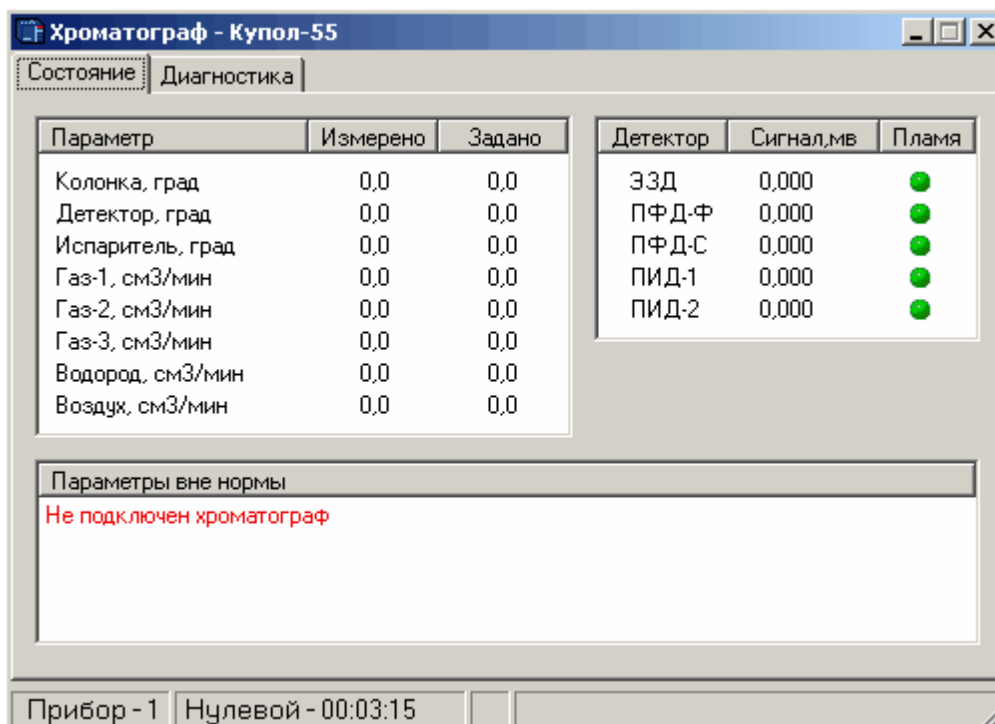 Хроматограф - Купол-55
Состояние Диагностика
Параметр Измерено Задано
Колонка, град 0,0 0,0
Детектор, град 0,0 0,0
Испаритель, град 0,0 0,0
Газ-1, см3/мин 0,0 0,0
Газ-2, см3/мин 0,0 0,0
Газ-3, см3/мин 0,0 0,0
Водород, см3/мин 0,0 0,0
Воздух, см3/мин 0,0 0,0
Детектор Сигнал,мв Пламя
ЭЗД 0,000
ПФД-Ф 0,000
ПФД-С 0,000
ПИД-1 0,000
ПИД-2 0,000
Параметры вне нормы
Не подключен хроматограф
Прибор - 1 Нулевой - 00:03:15